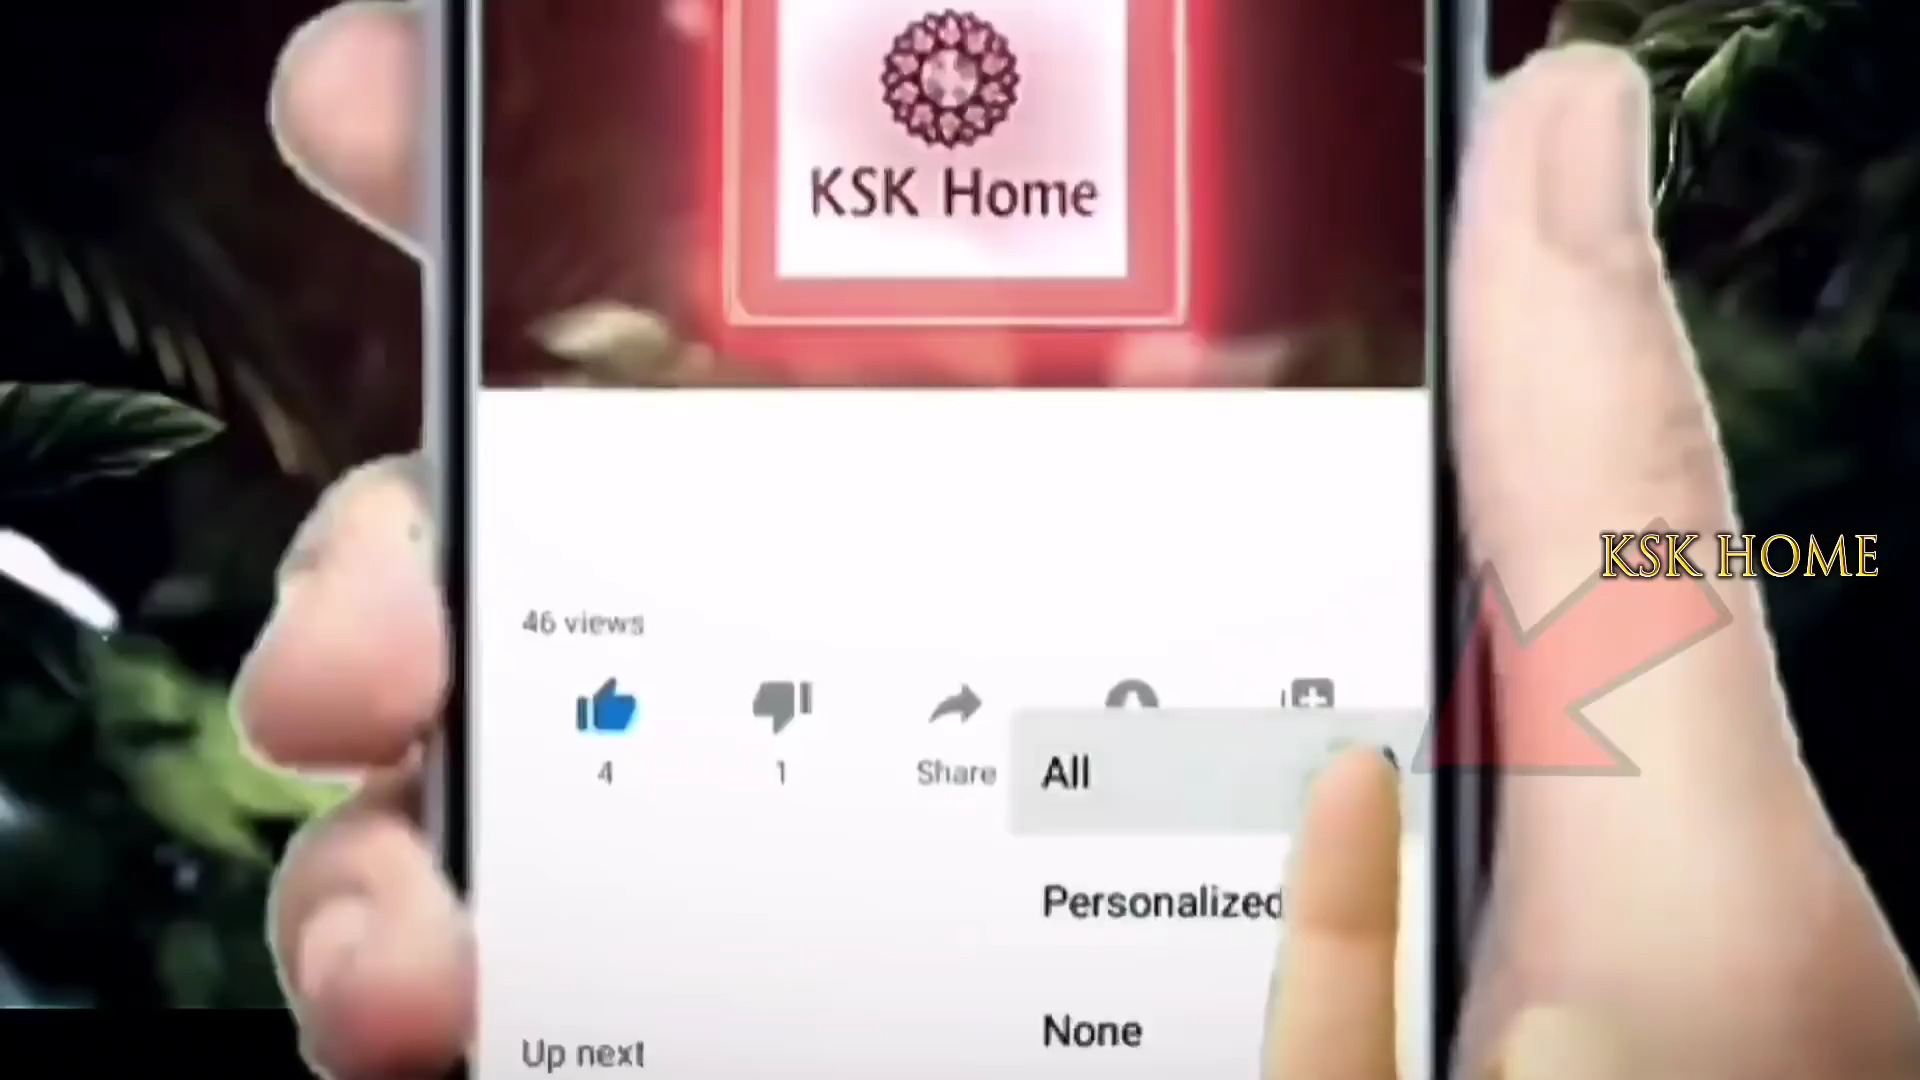 KSK Home
KSK HOME
46 views
4
1
Share
All
Personalized
None
Up next